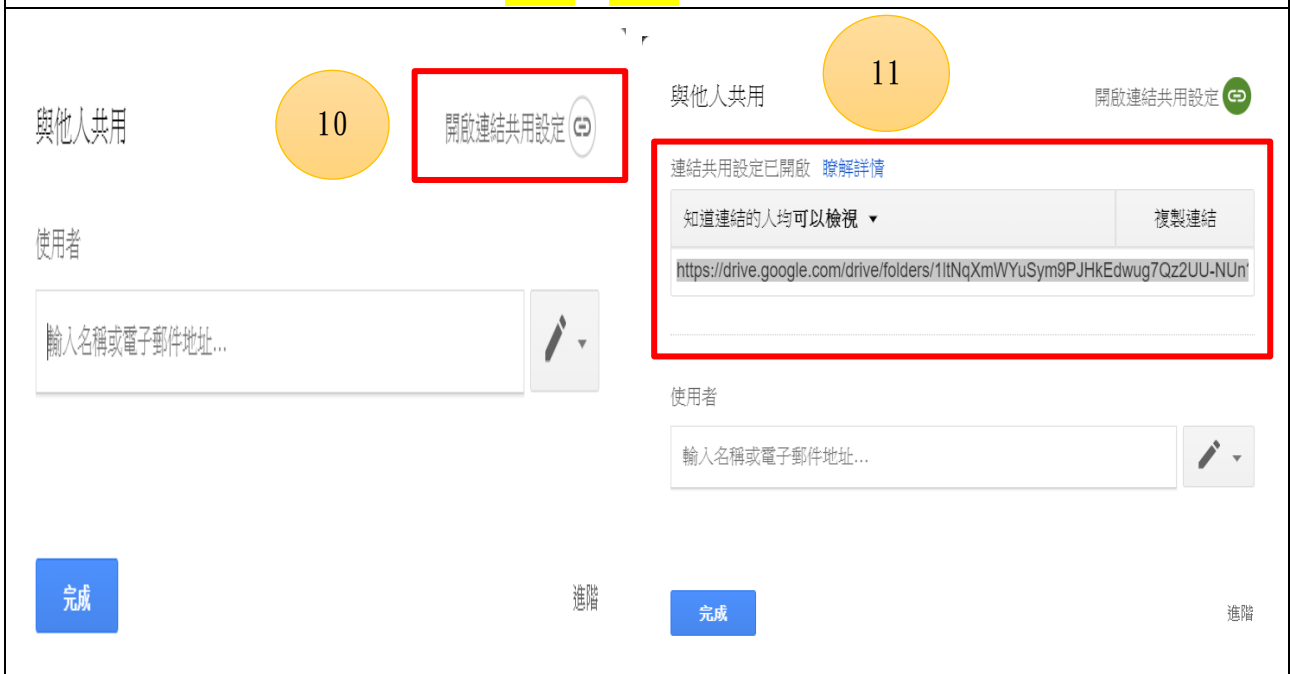 與他人共用
10
開啟連結共用設定
使用者
輸入名稱或電子郵件地址...
完成
進階
11
與他人共用
開啟連結共用設定
連結共用設定已開啟 瞭解詳情
知道連結的人均可以檢視
複製連結
https://drive.google.com/drive/folders/1ltNqXmWYuSym9PJHkEdwug7Qz2UU-NUn
使用者
輸入名稱或電子郵件地址...
完成
進階